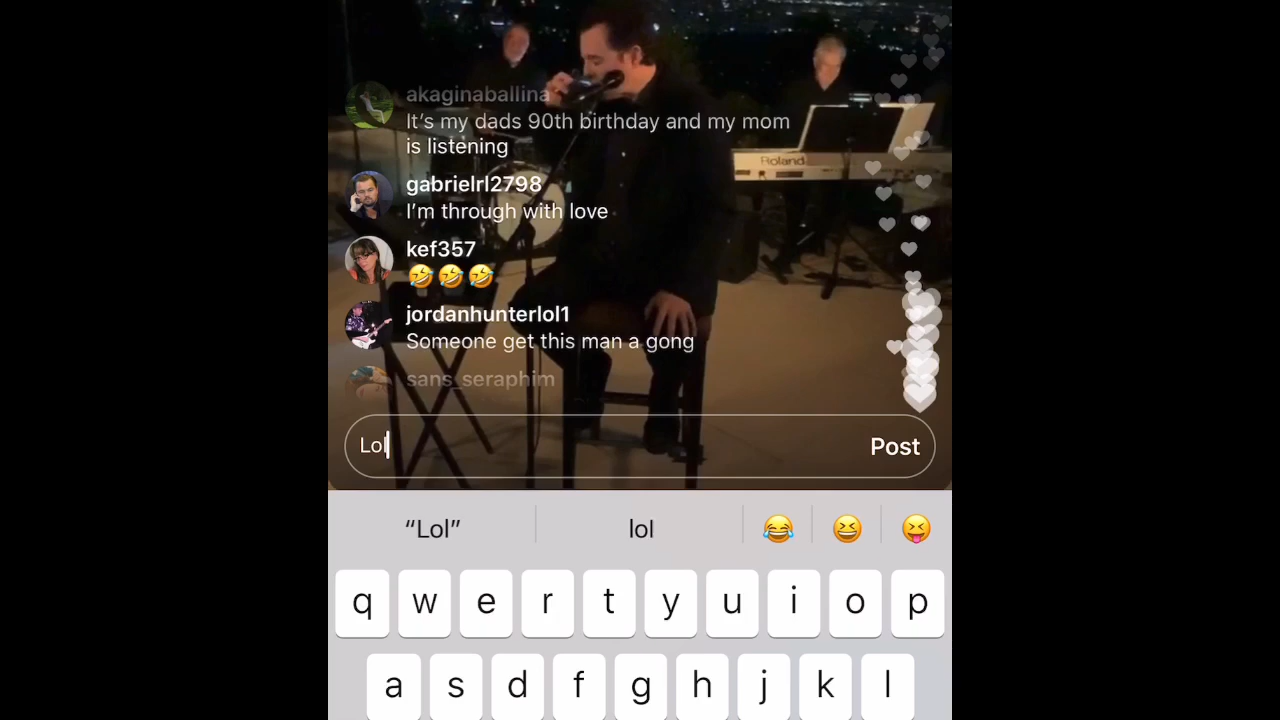 akaginaballina
It's my dads 90th birthday and my mom
is listening
gabrielrl2798
I'm through with love
kef357
🤣🤣🤣
jordanhunterlol1
Someone get this man a gong
sans_seraphim
Roland
Lol
Post
“Lol”
lol
😂 😆 😝
q w e r t y u i o p
a s d f g h j k l